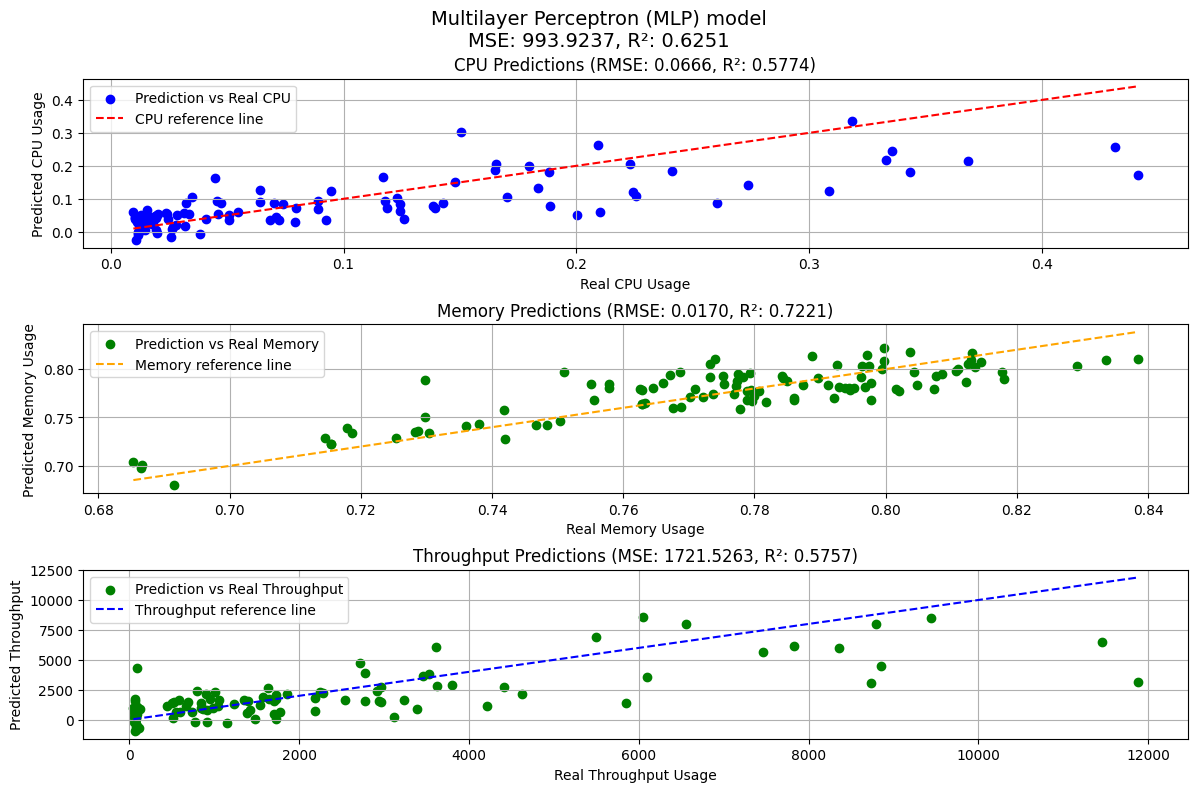 Multilayer Perceptron (MLP) model
MSE: 993.9237, R²: 0.6251
CPU Predictions (RMSE: 0.0666, R²: 0.5774)
Predicted CPU Usage
0.4
0.3
0.2
0.1
0.0
Prediction vs Real CPU
CPU reference line
0.0 0.1 0.2 0.3 0.4
Real CPU Usage
Memory Predictions (RMSE: 0.0170, R²: 0.7221)
Predicted Memory Usage
0.80
0.75
0.70
Prediction vs Real Memory
Memory reference line
0.68 0.70 0.72 0.74 0.76 0.78 0.80 0.82 0.84
Real Memory Usage
Throughput Predictions (MSE: 1721.5263, R²: 0.5757)
Predicted Throughput
12500
10000
7500
5000
2500
0
Prediction vs Real Throughput
Throughput reference line
0 2000 4000 6000 8000 10000 12000
Real Throughput Usage